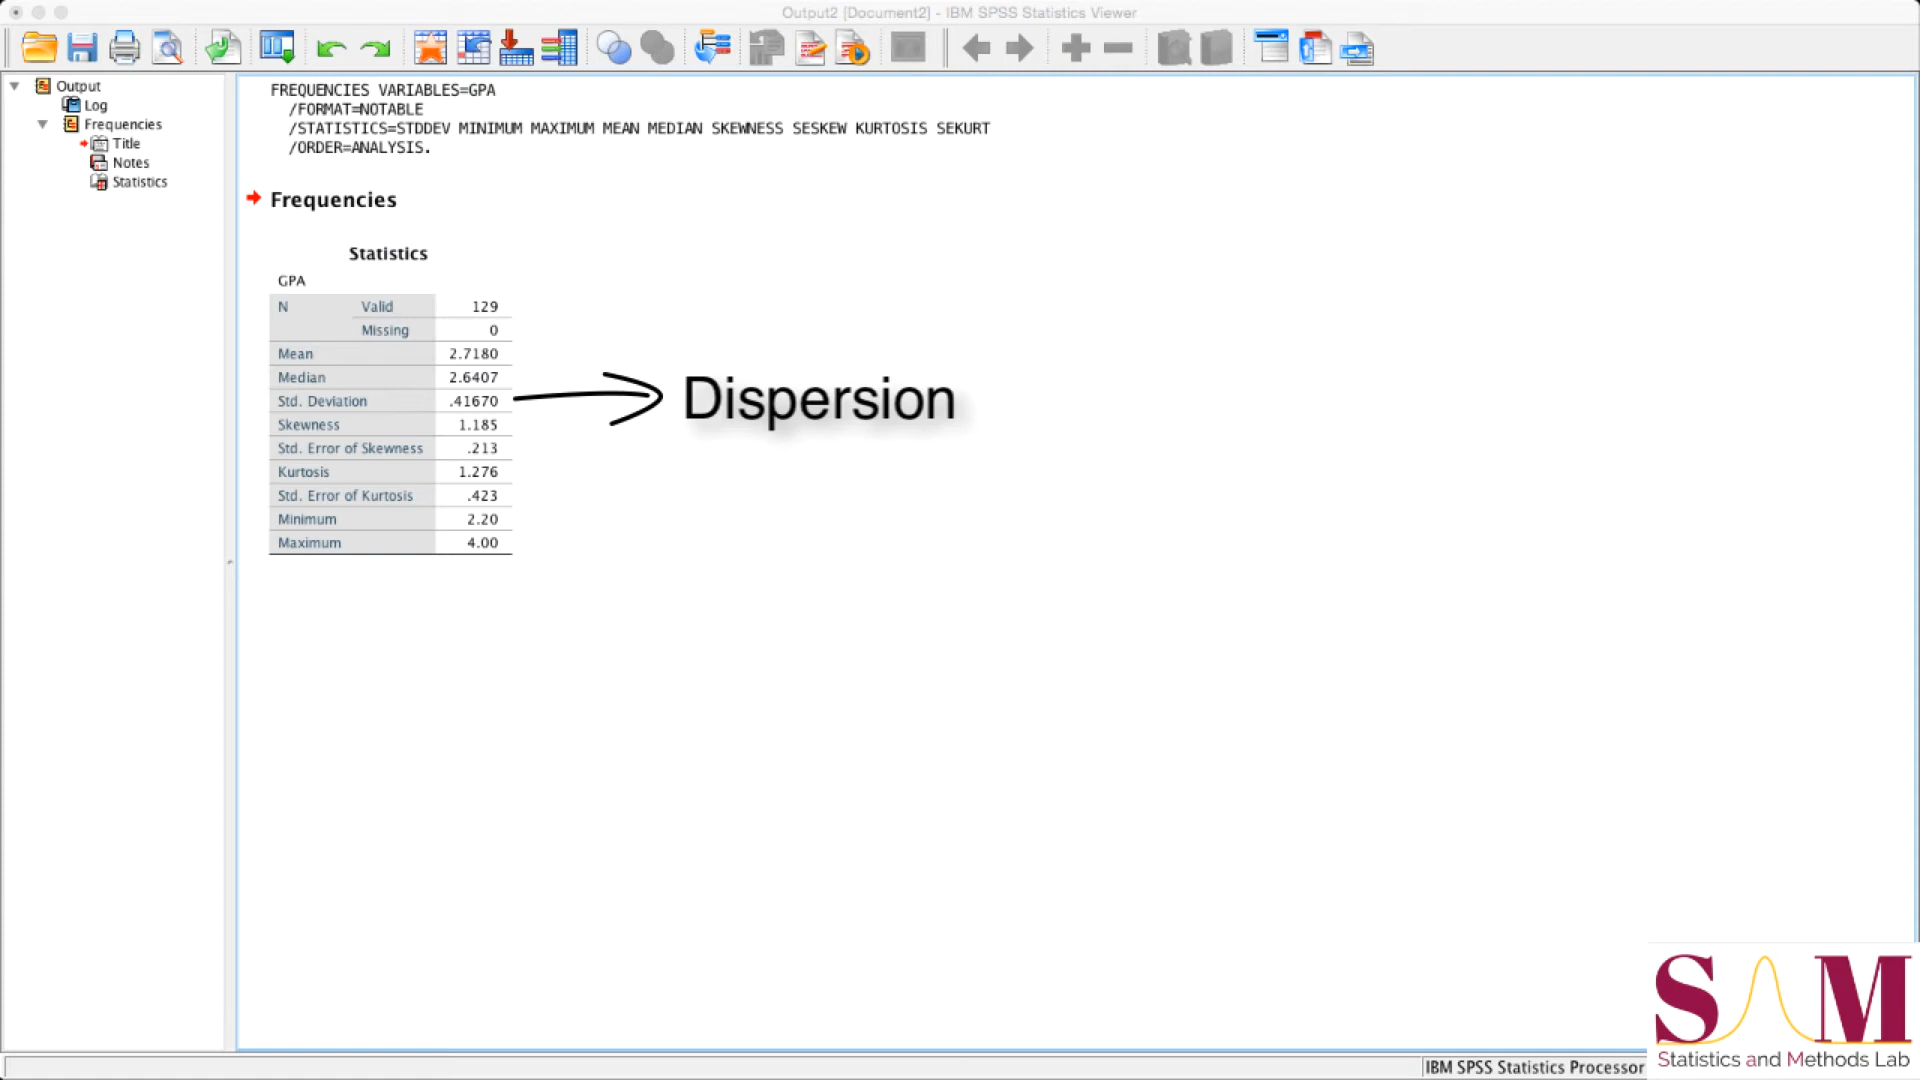 Output2 [Document2] - IBM SPSS Statistics Viewer
Output
Log
Frequencies
Title
Notes
Statistics
FREQUENCIES VARIABLES=GPA
/FORMAT=NOTABLE
/STATISTICS=STDDEV MINIMUM MAXIMUM MEAN MEDIAN SKEWNESS SESKEW KURTOSIS SEKURT
/ORDER=ANALYSIS.
Frequencies
Statistics
GPA
N Valid 129
Missing 0
Mean 2.7180
Median 2.6407
Std. Deviation .41670
Skewness 1.185
Std. Error of Skewness .213
Kurtosis 1.276
Std. Error of Kurtosis .423
Minimum 2.20
Maximum 4.00
Dispersion
SAM
Statistics and Methods Lab
IBM SPSS Statistics Processor